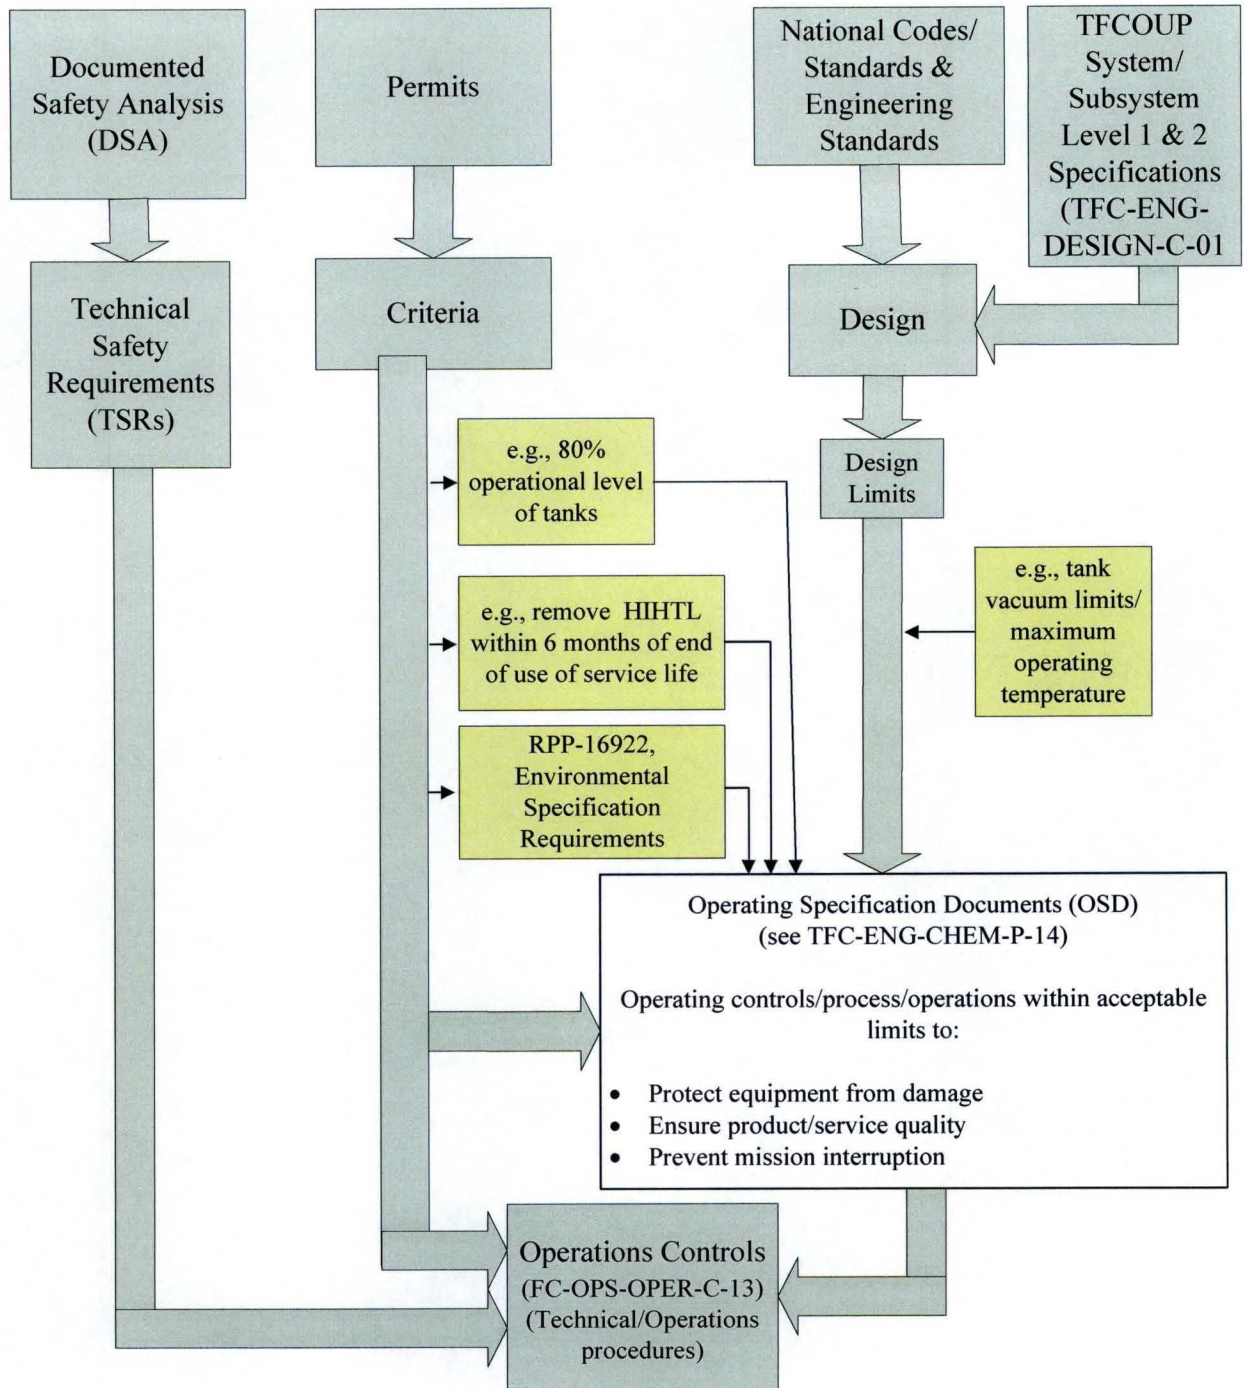 Documented
Safety Analysis
(DSA)
Permits
National Codes/
Standards &
Engineering
Standards
TFCOUP
System/
Subsystem
Level 1 & 2
Specifications
(TFC-ENG-
DESIGN-C-01
Technical
Safety
Requirements
(TSRs)
Criteria
Design
e.g., 80%
operational level
of tanks
Design
Limits
e.g., remove HIHTL
within 6 months of end
of use of service life
e.g., tank
vacuum limits/
maximum
operating
temperature
RPP-16922,
Environmental
Specification
Requirements
Operating Specification Documents (OSD)
(see TFC-ENG-CHEM-P-14)
Operating controls/process/operations within acceptable
limits to:
• Protect equipment from damage
• Ensure product/service quality
• Prevent mission interruption
Operations Controls
(FC-OPS-OPER-C-13)
(Technical/Operations
procedures)